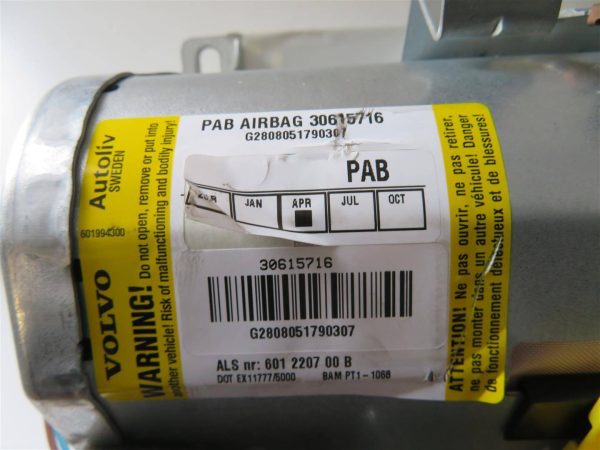 Autoliv
SWEDEN
601994300
VOLVO
WARNING! Do not open, remove or put into
another vehicle! Risk of malfunctioning and bodily injury!
PAB AIRBAG 30615716
G2808051790307
PAB
JAN APR JUL OCT
30615716
G2808051790307
ALS nr: 601 2207 00 B
DOT EX11777/5000 BAM PT1-1066
ATTENTION! Ne pas ouvrir, ne pas retirer,
ne pas monter dans un autre véhicule! Danger
de fonctionnement défectueux et de blessures!